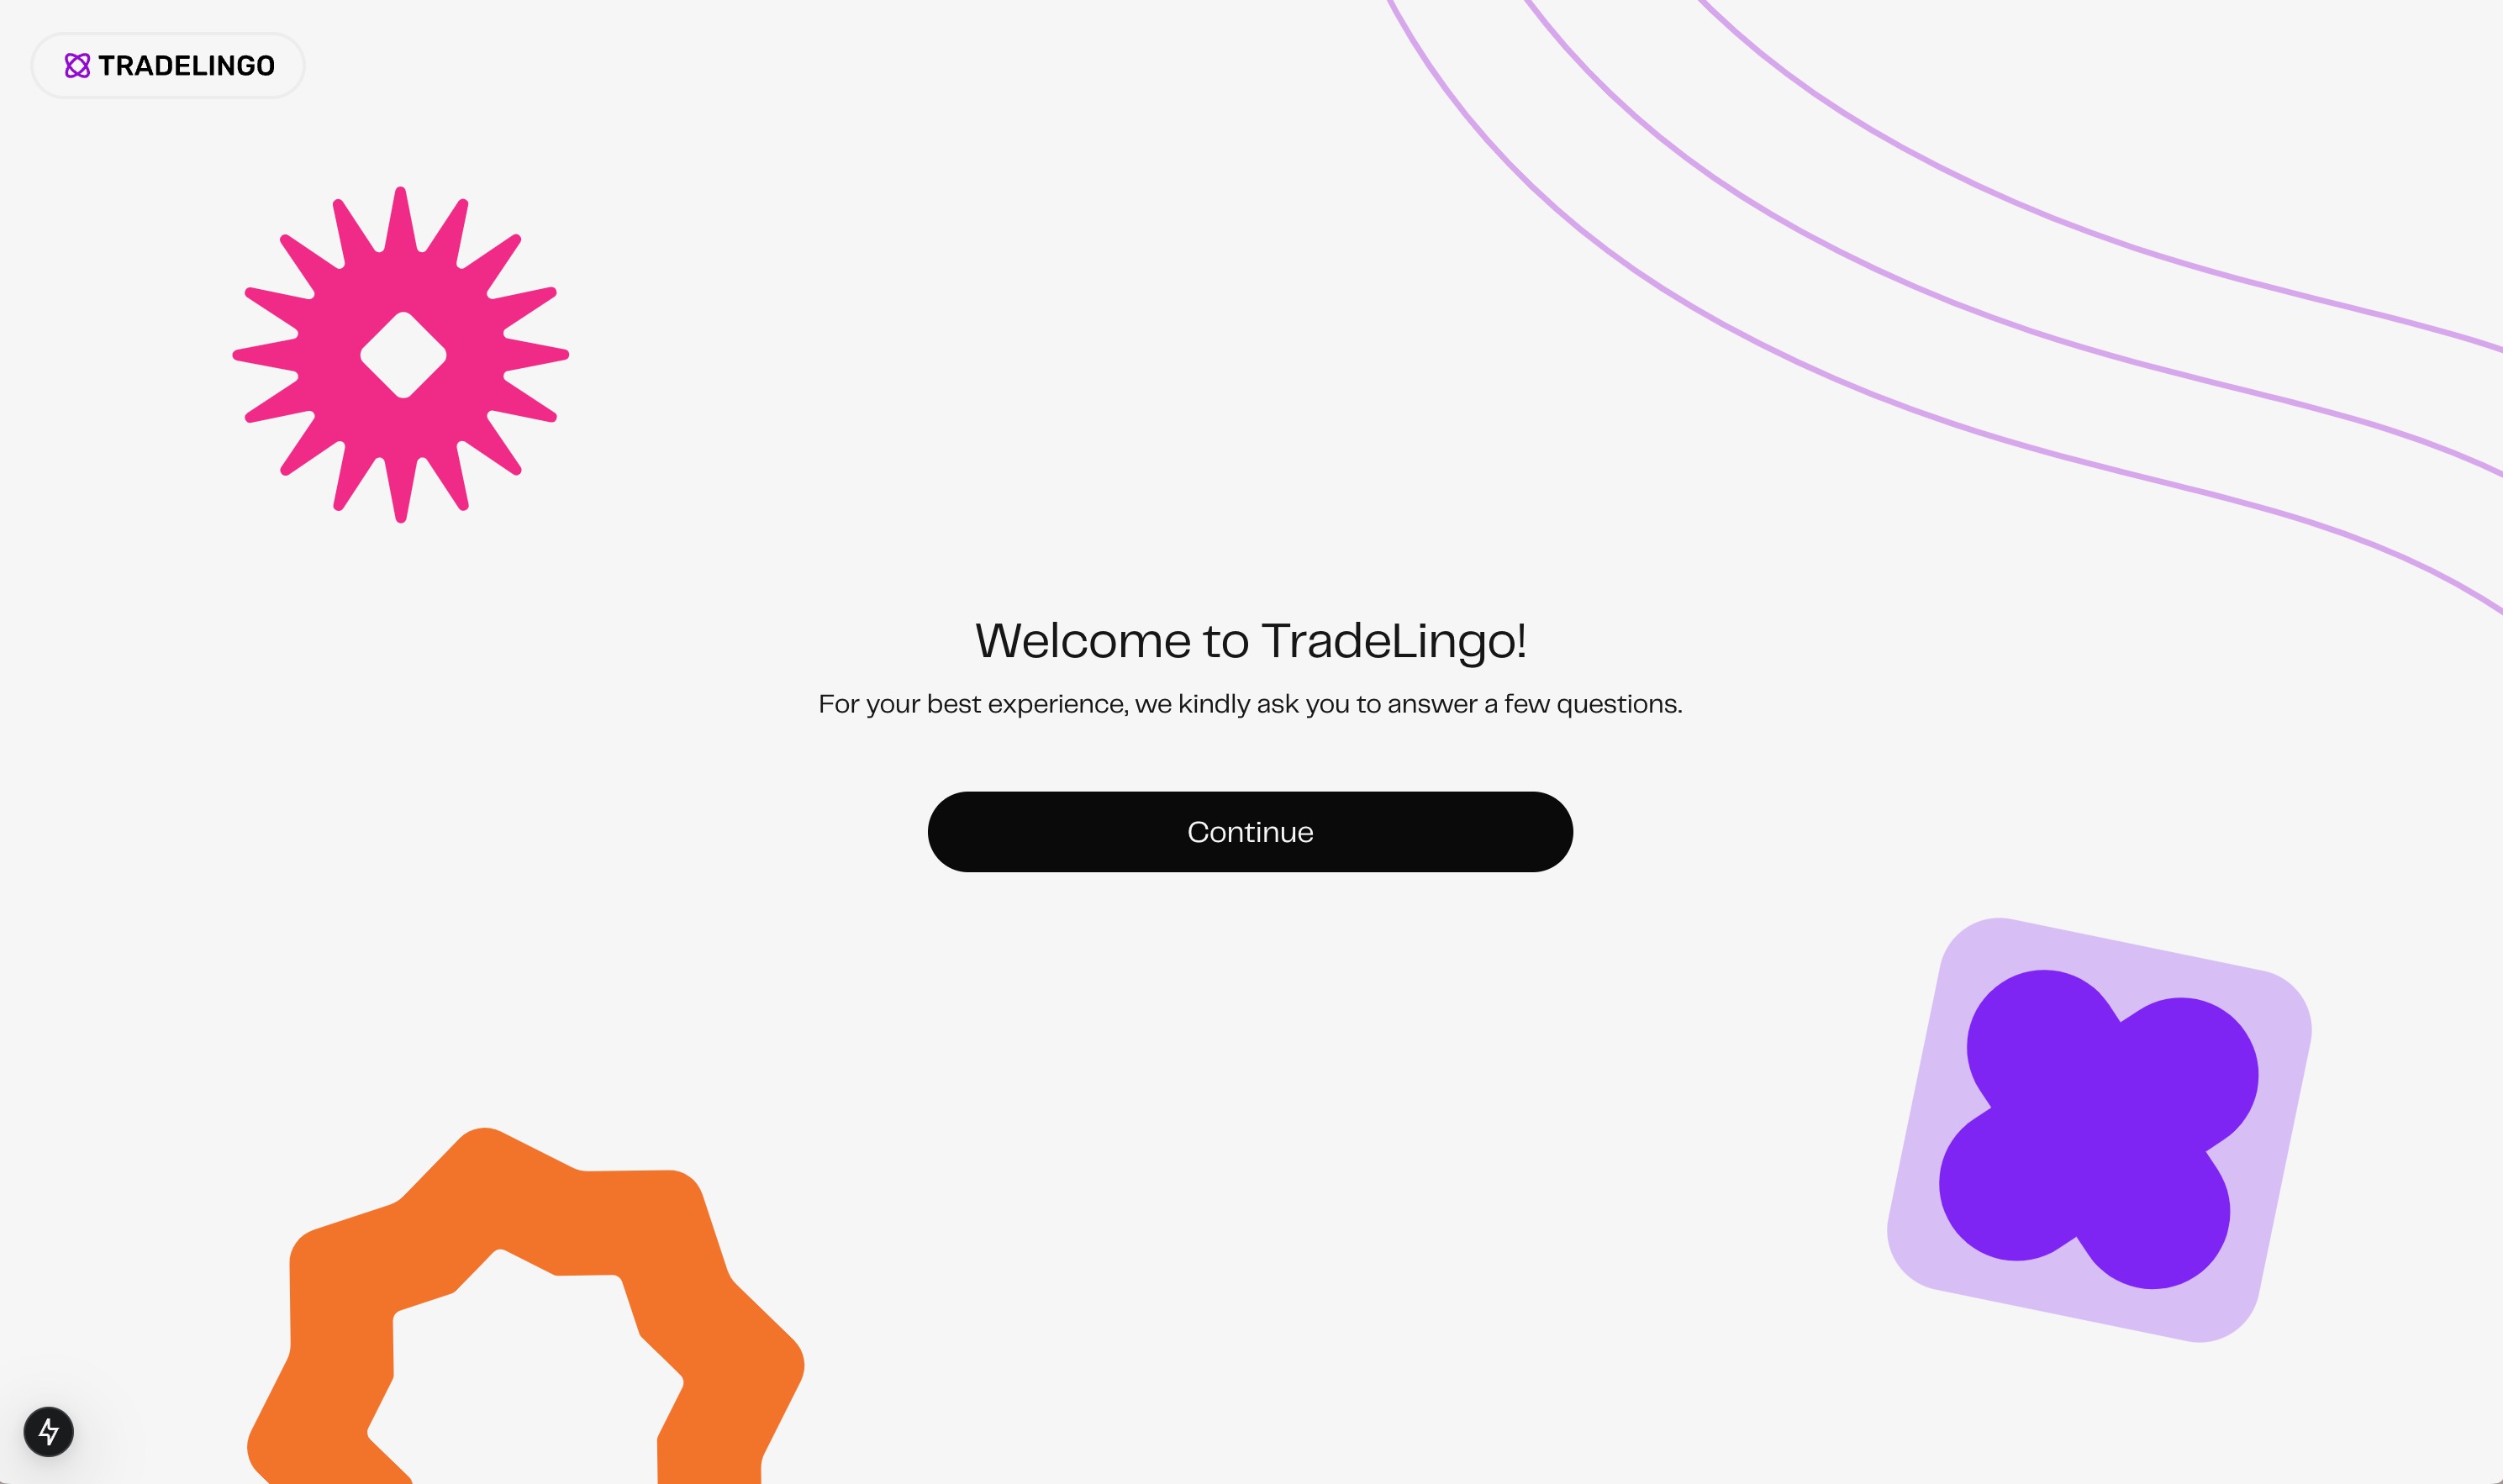 TRADELINGO
Welcome to TradeLingo!
For your best experience, we kindly ask you to answer a few questions.
Continue